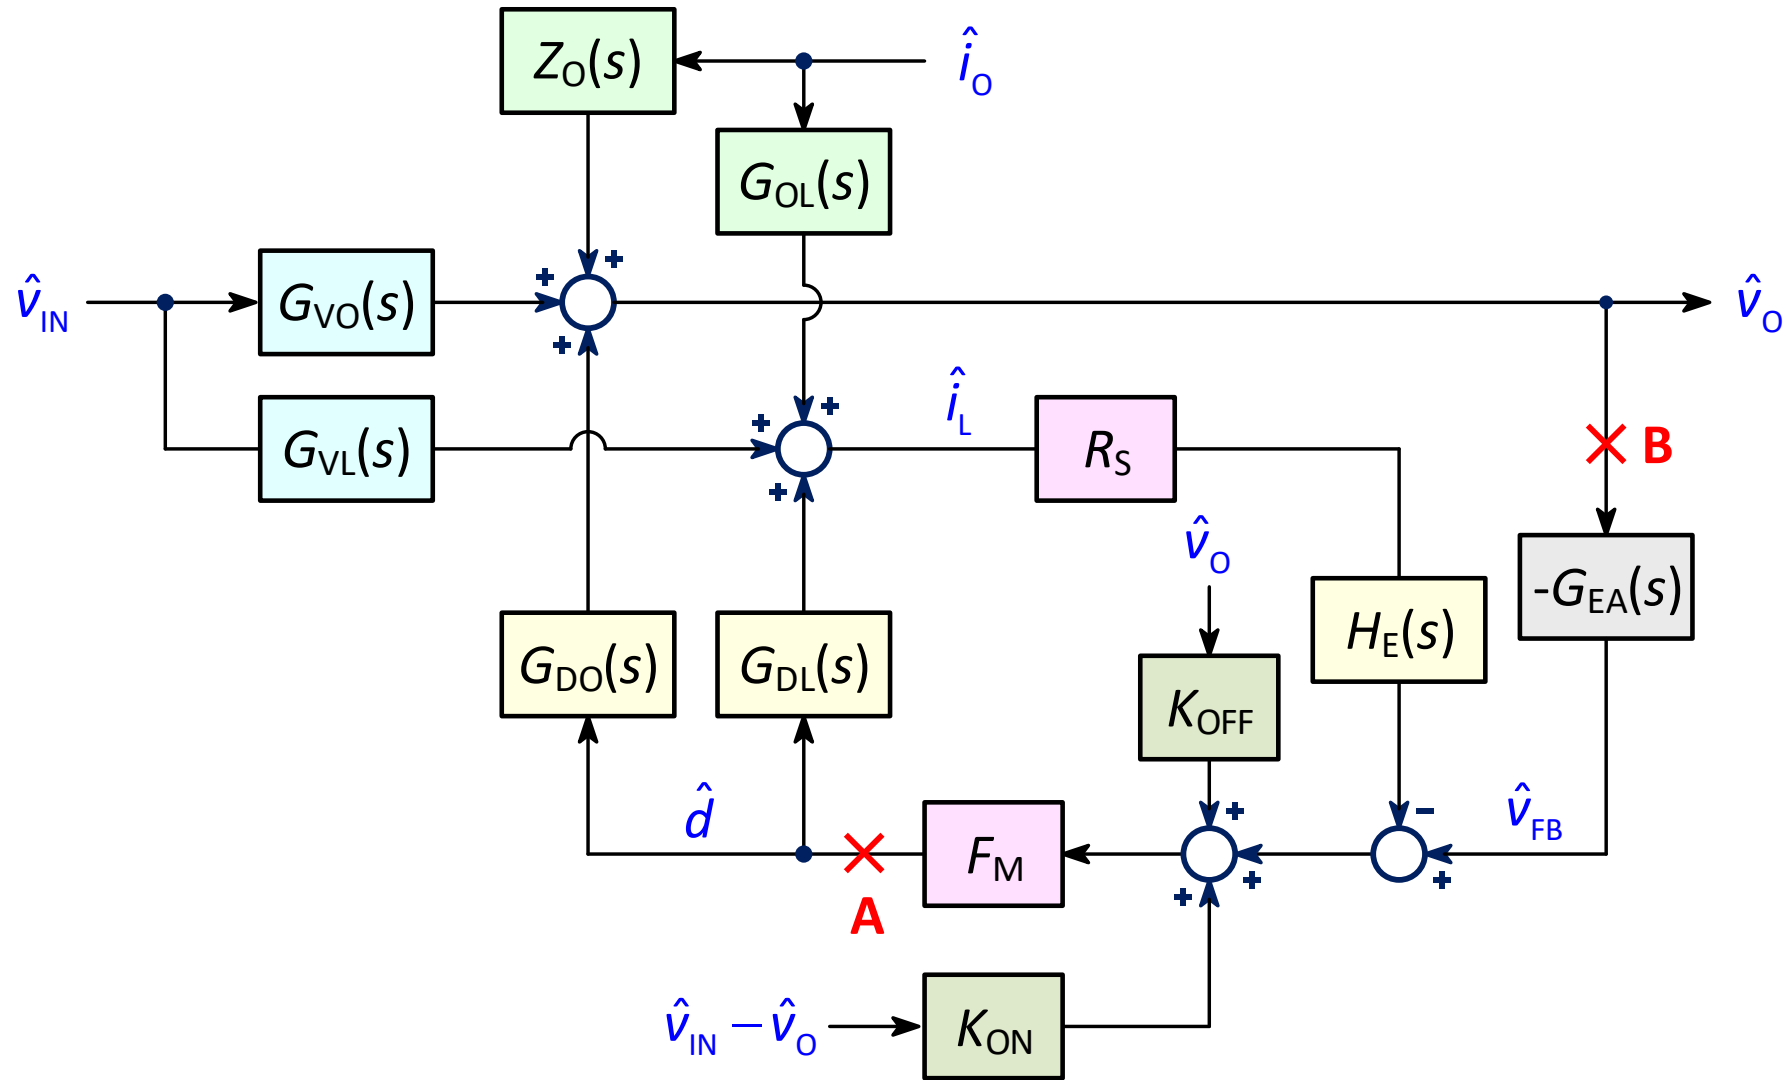 Z_O(s)
î_O
G_OL(s)
v̂_IN
G_VO(s)
+
+
+
v̂_O
G_VL(s)
+
+
+
î_L
R_S
B
v̂_O
-G_EA(s)
H_E(s)
G_DO(s)
G_DL(s)
K_OFF
d̂
A
F_M
+
+
+
−
+
v̂_FB
v̂_IN − v̂_O
K_ON